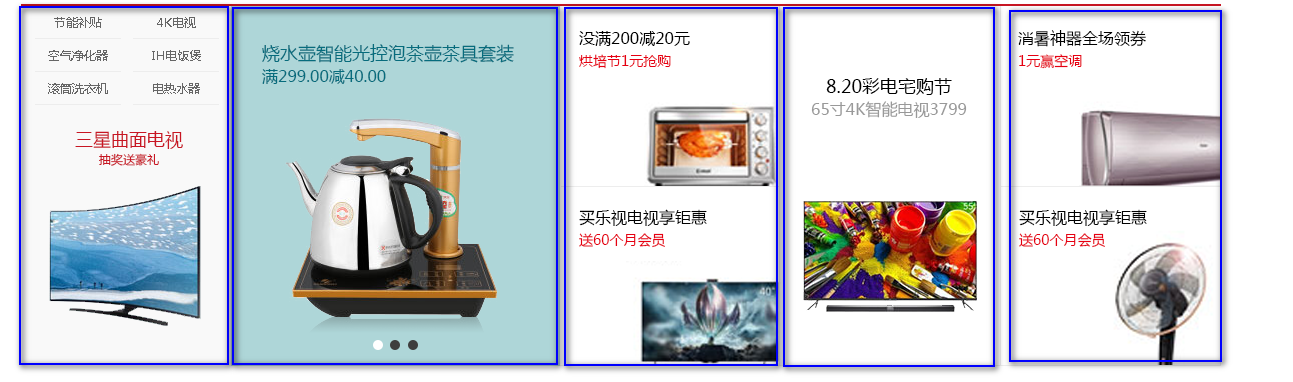 节能补贴
4K电视
空气净化器
IH电饭煲
滚筒洗衣机
电热水器
三星曲面电视
抽奖送豪礼
烧水壶智能光控泡茶壶茶具套装
满299.00减40.00
没满200减20元
烘培节1元抢购
买乐视电视享钜惠
送60个月会员
40"
8.20彩电宅购节
65寸4K智能电视3799
55"
消暑神器全场领券
1元赢空调
买乐视电视享钜惠
送60个月会员